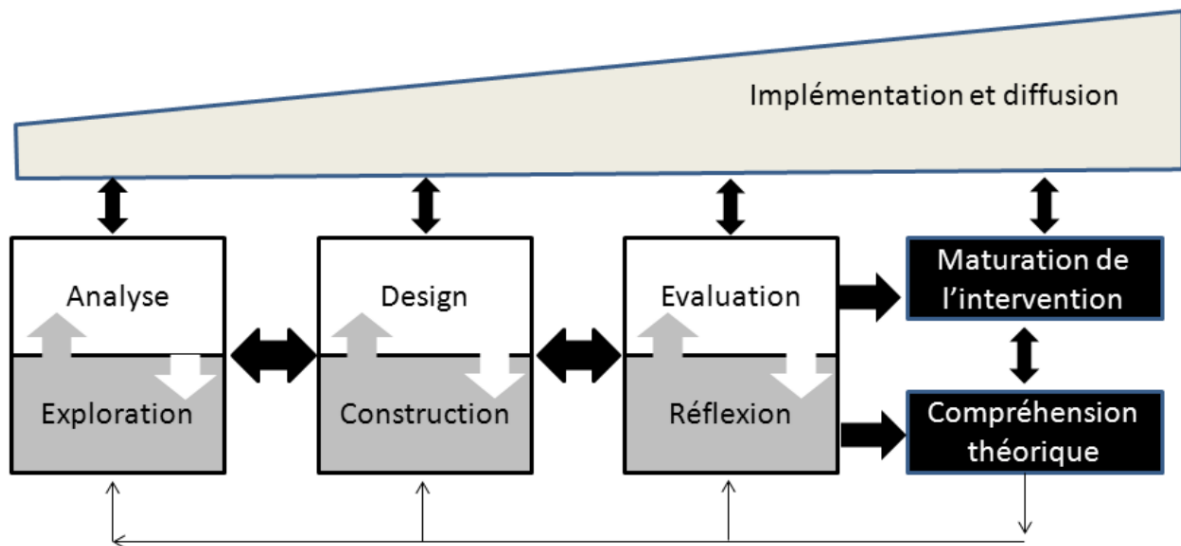 Implémentation et diffusion
Analyse
Design
Evaluation
Maturation de
l'intervention
Exploration
Construction
Réflexion
Compréhension
théorique